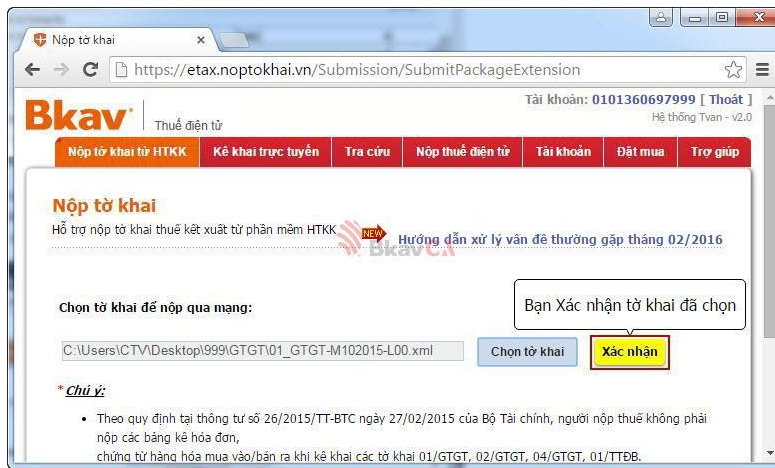 Nộp tờ khai
https://etax.noptokhai.vn/Submission/SubmitPackageExtension
Tài khoản: 0101360697999 [ Thoát ]
Hệ thống Tvan - v2.0
Bkav Thuế điện tử
Nộp tờ khai từ HTKK Kê khai trực tuyến Tra cứu Nộp thuế điện tử Tài khoản Đặt mua Trợ giúp
Nộp tờ khai
Hỗ trợ nộp tờ khai thuế kết xuất từ phần mềm HTKK
NEW Hướng dẫn xử lý vấn đề thường gặp tháng 02/2016
BkavCA
Chọn tờ khai để nộp qua mạng:
Bạn Xác nhận tờ khai đã chọn
C:\Users\CTV\Desktop\999\GTGT\01_GTGT-M102015-L00.xml Chọn tờ khai Xác nhận
* Chú ý:
• Theo quy định tại thông tư số 26/2015/TT-BTC ngày 27/02/2015 của Bộ Tài chính, người nộp thuế không phải
nộp các bảng kê hóa đơn,
chứng từ hàng hóa mua vào/bán ra khi kê khai các tờ khai 01/GTGT, 02/GTGT, 04/GTGT, 01/TTĐB.